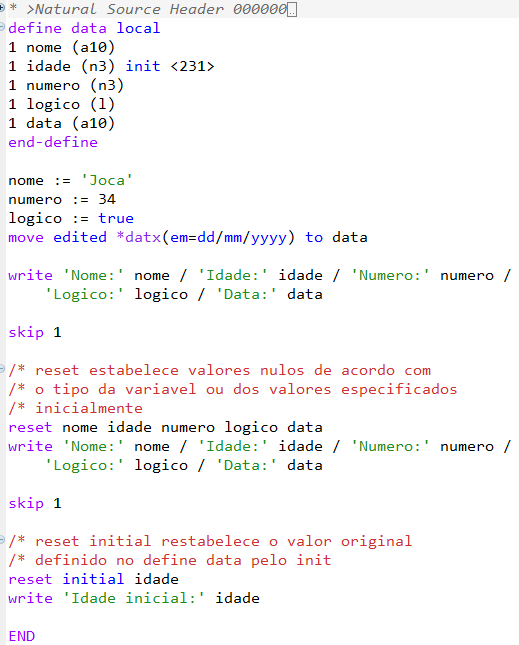 * >Natural Source Header 000000
define data local
1 nome (a10)
1 idade (n3) init <231>
1 numero (n3)
1 logico (l)
1 data (a10)
end-define
nome := 'Joca'
numero := 34
logico := true
move edited *datx(em=dd/mm/yyyy) to data
write 'Nome:' nome / 'Idade:' idade / 'Numero:' numero /
'Logico:' logico / 'Data:' data
skip 1
/* reset estabelece valores nulos de acordo com
/* o tipo da variavel ou dos valores especificados
/* inicialmente
reset nome idade numero logico data
write 'Nome:' nome / 'Idade:' idade / 'Numero:' numero /
'Logico:' logico / 'Data:' data
skip 1
/* reset initial restabelece o valor original
/* definido no define data pelo init
reset initial idade
write 'Idade inicial:' idade
END